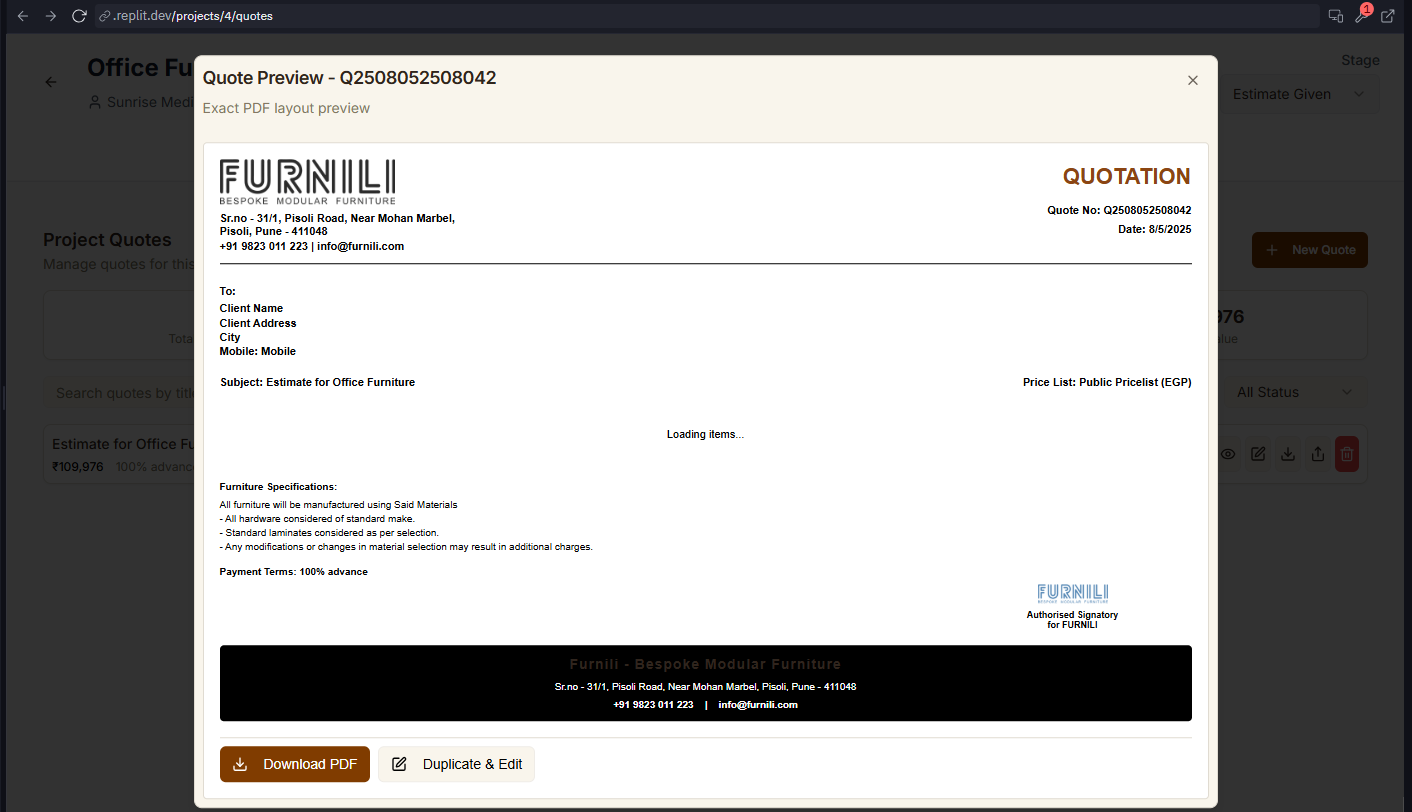 .replit.dev/projects/4/quotes
1
Office Fu
Sunrise Medi
Stage
Estimate Given
Quote Preview - Q2508052508042
Exact PDF layout preview
FURNILI
BESPOKE MODULAR FURNITURE
Sr.no - 31/1, Pisoli Road, Near Mohan Marbel,
Pisoli, Pune - 411048
+91 9823 011 223 | info@furnili.com
QUOTATION
Quote No: Q2508052508042
Date: 8/5/2025
Project Quotes
Manage quotes for this
New Quote
To:
Client Name
Client Address
City
Mobile: Mobile
Tota
976
alue
Subject: Estimate for Office Furniture
Price List: Public Pricelist (EGP)
Search quotes by title
All Status
Loading items...
Estimate for Office Fu
₹109,976 100% advanc
Furniture Specifications:
All furniture will be manufactured using Said Materials
- All hardware considered of standard make.
- Standard laminates considered as per selection.
- Any modifications or changes in material selection may result in additional charges.
Payment Terms: 100% advance
FURNILI
BESPOKE MODULAR FURNITURE
Authorised Signatory
for FURNILI
Furnili - Bespoke Modular Furniture
Sr.no - 31/1, Pisoli Road, Near Mohan Marbel, Pisoli, Pune - 411048
+91 9823 011 223 | info@furnili.com
Download PDF
Duplicate & Edit